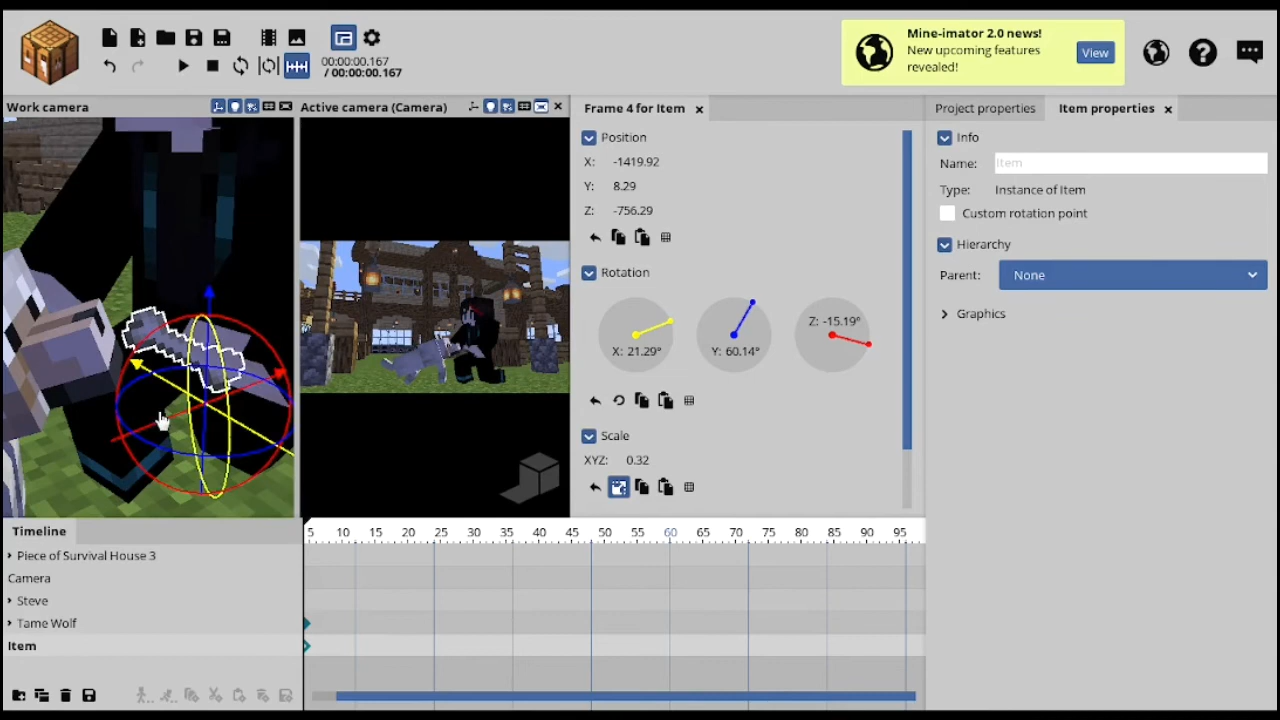 Mine-imator 2.0 news!
New upcoming features
revealed!
View
00:00:00.167
/ 00:00:00.167
Work camera
Active camera (Camera)
Frame 4 for Item
Project properties
Item properties
Position
X: -1419.92
Y: 8.29
Z: -756.29
Rotation
X: 21.29°
Y: 60.14°
Z: -15.19°
Scale
XYZ: 0.32
Info
Name: Item
Type: Instance of Item
Custom rotation point
Hierarchy
Parent: None
Graphics
Timeline
5 10 15 20 25 30 35 40 45 50 55 60 65 70 75 80 85 90 95
Piece of Survival House 3
Camera
Steve
Tame Wolf
Item